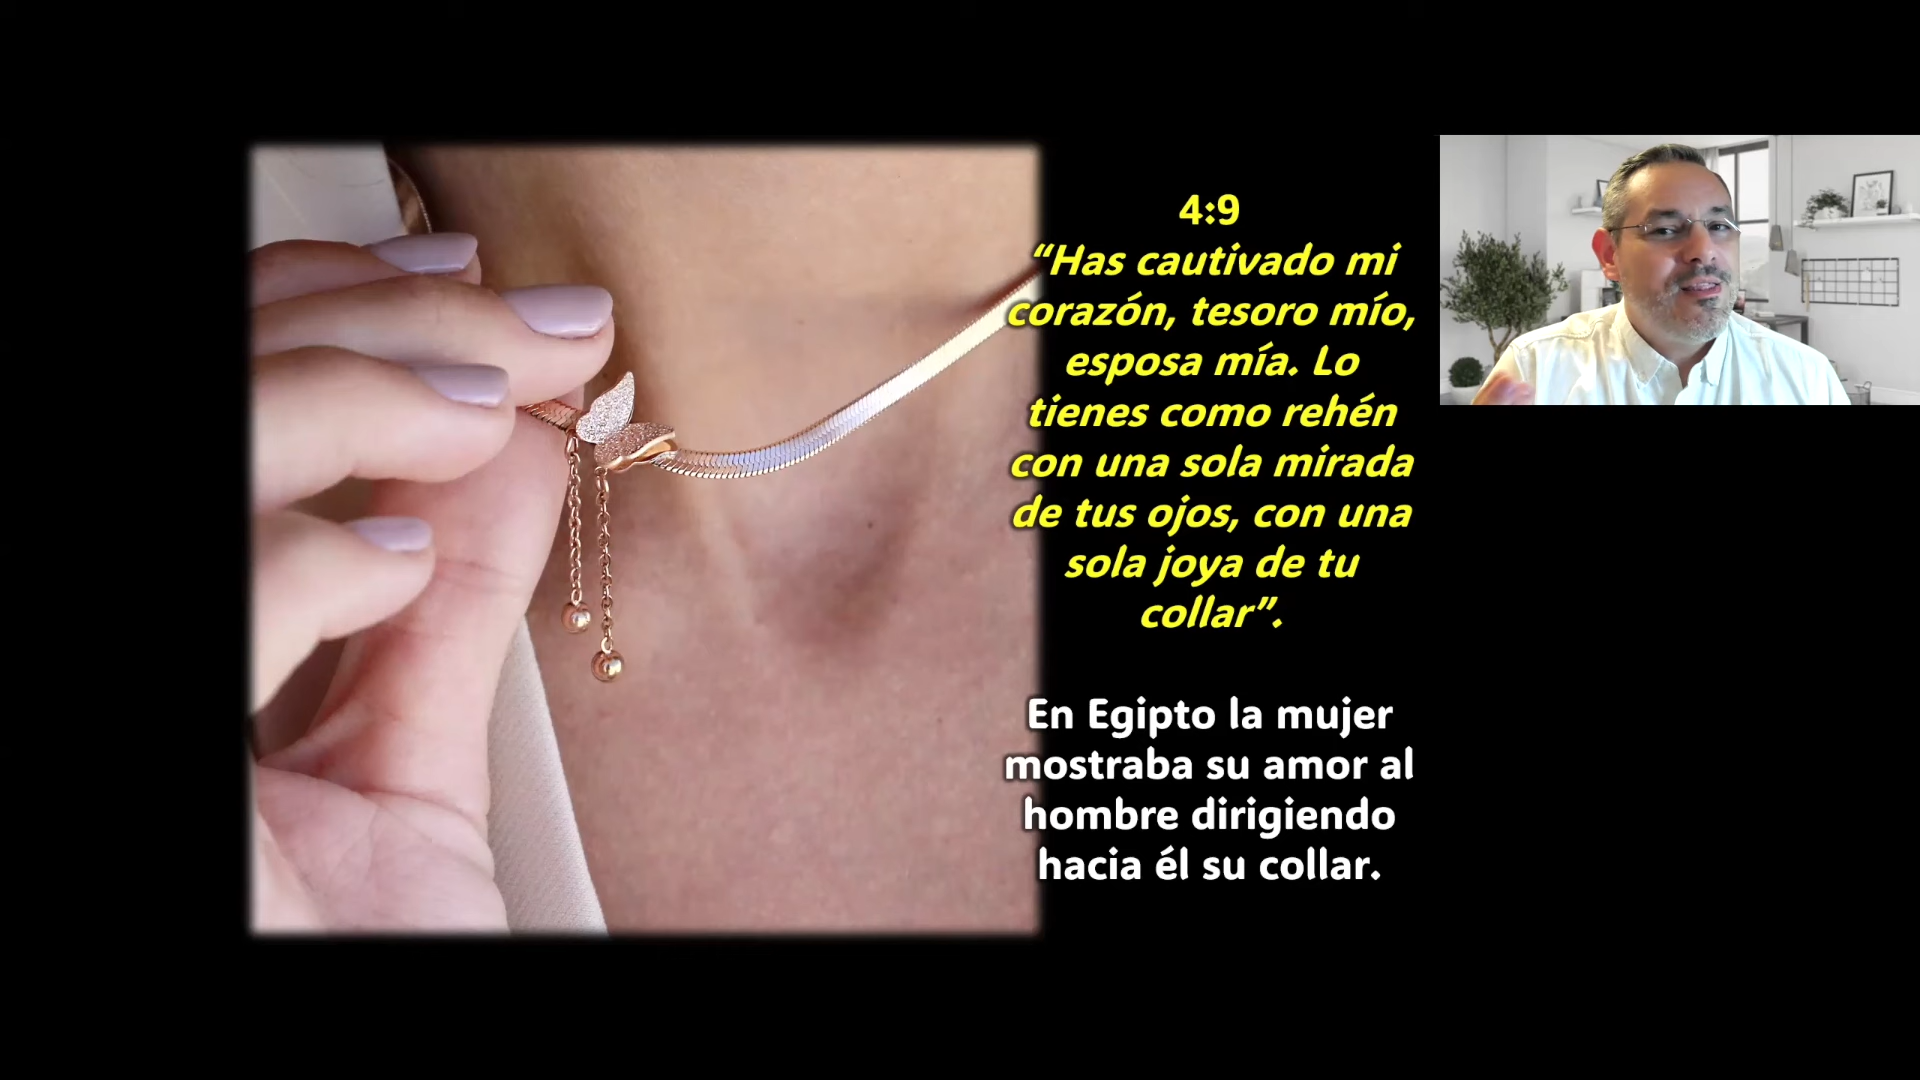 4:9
“Has cautivado mi
corazón, tesoro mío,
esposa mía. Lo
tienes como rehén
con una sola mirada
de tus ojos, con una
sola joya de tu
collar”.
En Egipto la mujer
mostraba su amor al
hombre dirigiendo
hacia él su collar.